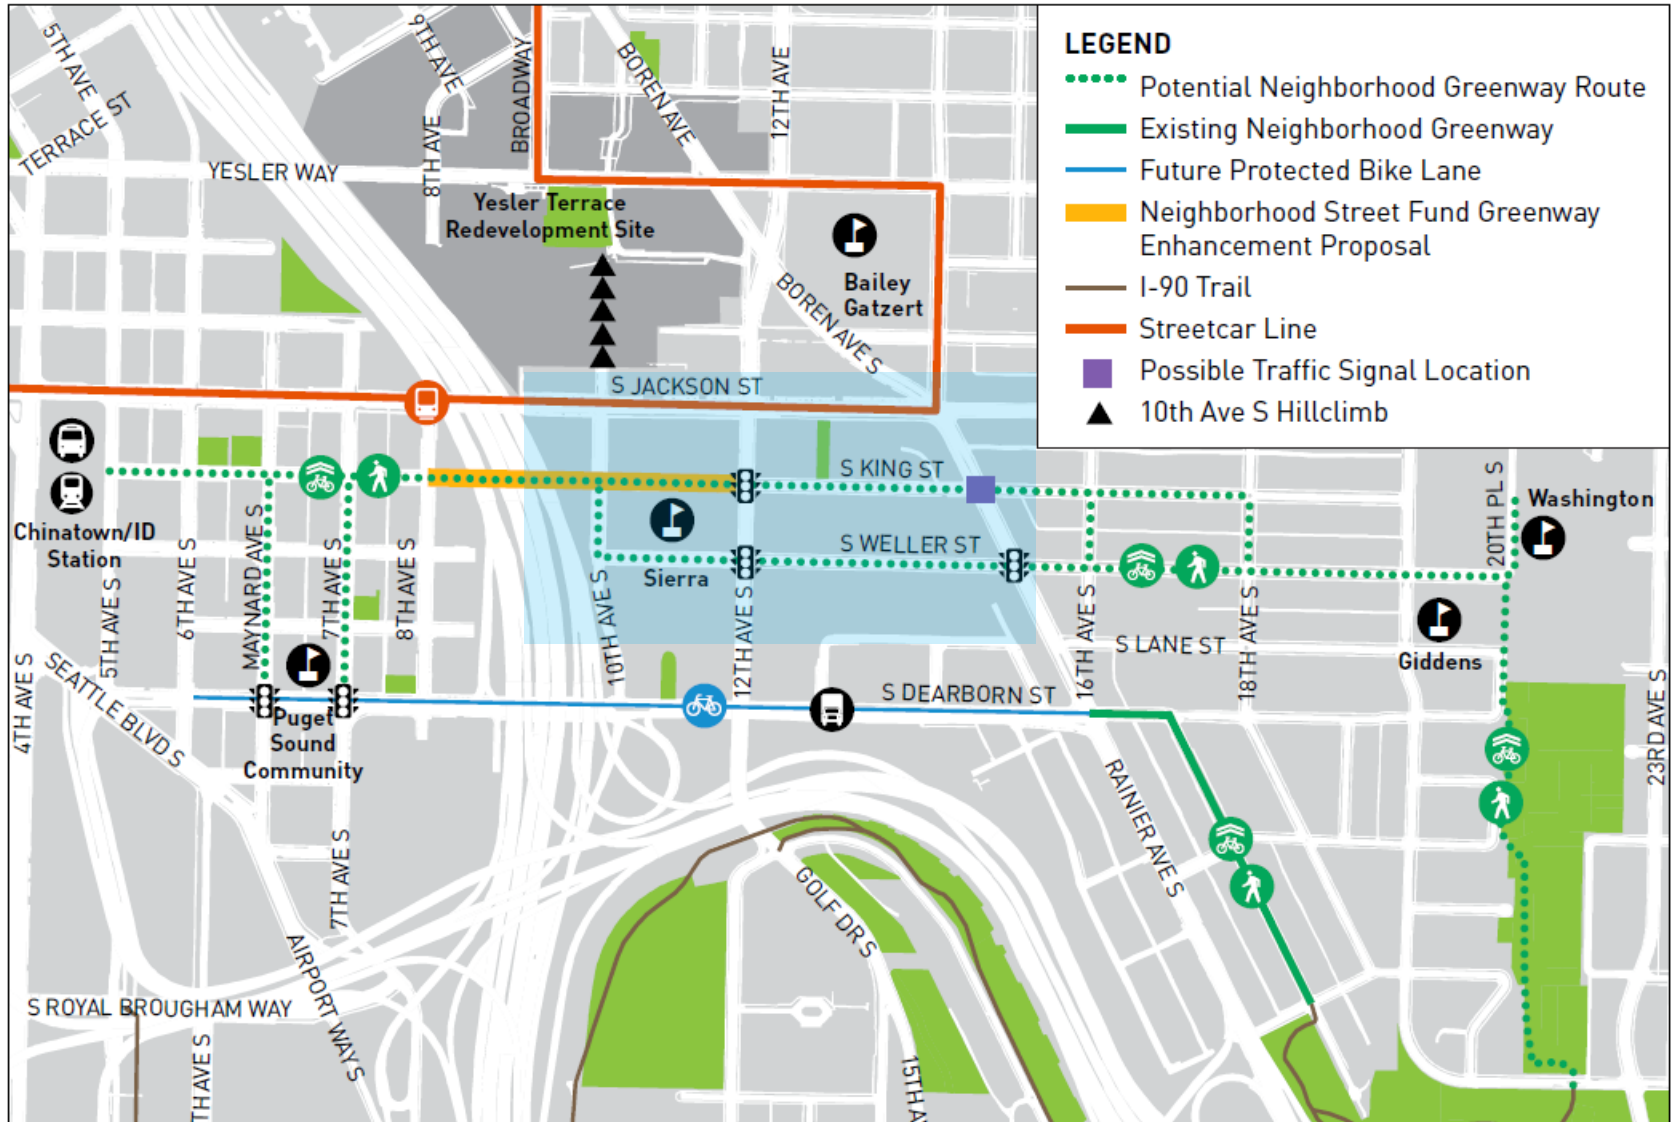 LEGEND
Potential Neighborhood Greenway Route
Existing Neighborhood Greenway
Future Protected Bike Lane
Neighborhood Street Fund Greenway
Enhancement Proposal
I-90 Trail
Streetcar Line
Possible Traffic Signal Location
10th Ave S Hillclimb
5TH AVE
TERRACE ST
9TH AVE
8TH AVE
BROADWAY
BOREN AVE
12TH AVE
YESLER WAY
Yesler Terrace
Redevelopment Site
Bailey
Gatzert
BOREN AVE S
S JACKSON ST
S KING ST
S WELLER ST
Sierra
Chinatown/ID
Station
5TH AVE S
6TH AVE S
MAYNARD AVE S
7TH AVE S
8TH AVE S
10TH AVE S
12TH AVE S
16TH AVE S
18TH AVE S
20TH PL S
Washington
S LANE ST
Giddens
23RD AVE S
4TH AVE S
SEATTLE BLVD S
Puget
Sound
Community
S DEARBORN ST
RAINIER AVE S
7TH AVE S
GOLF DR S
AIRPORT WAY S
S ROYAL BROUGHAM WAY
TH AVE S
15TH A